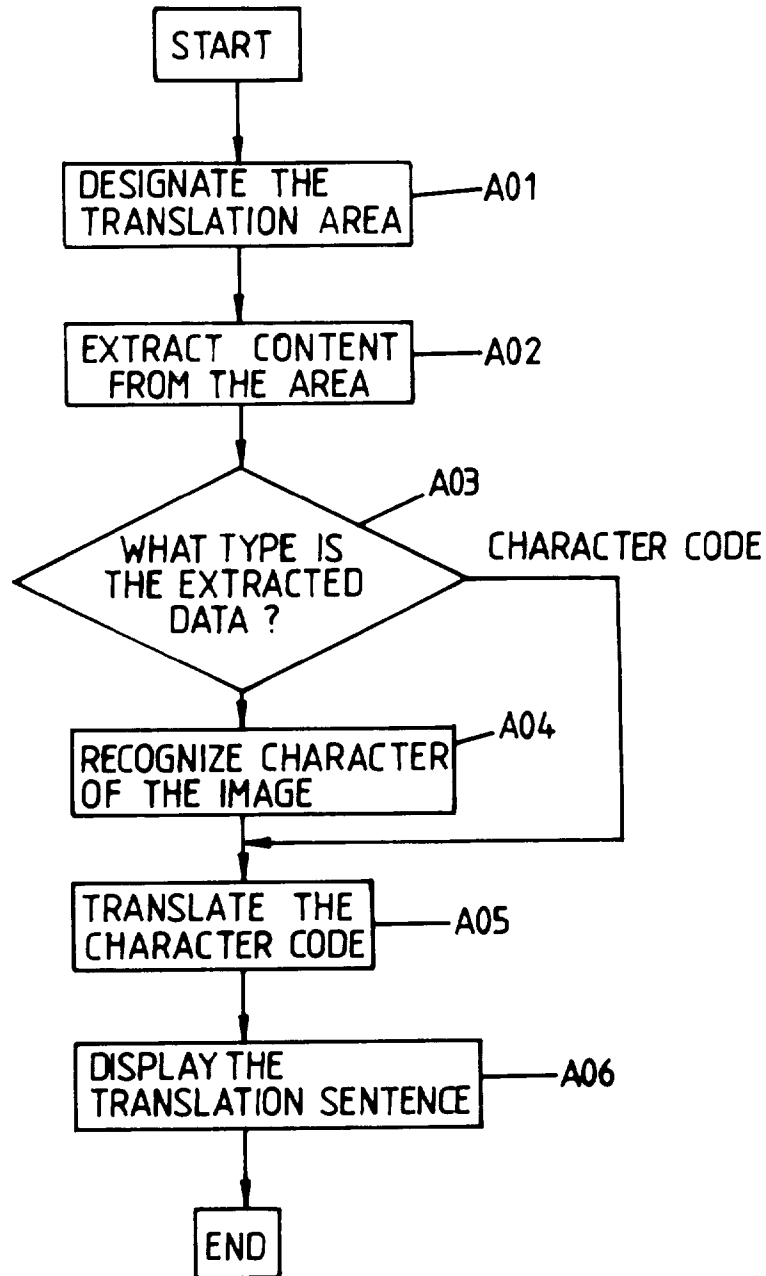 START
DESIGNATE THE
TRANSLATION AREA
A01
EXTRACT CONTENT
FROM THE AREA
A02
A03
WHAT TYPE IS
THE EXTRACTED
DATA ?
CHARACTER CODE
RECOGNIZE CHARACTER
OF THE IMAGE
A04
TRANSLATE THE
CHARACTER CODE
A05
DISPLAY THE
TRANSLATION SENTENCE
A06
END